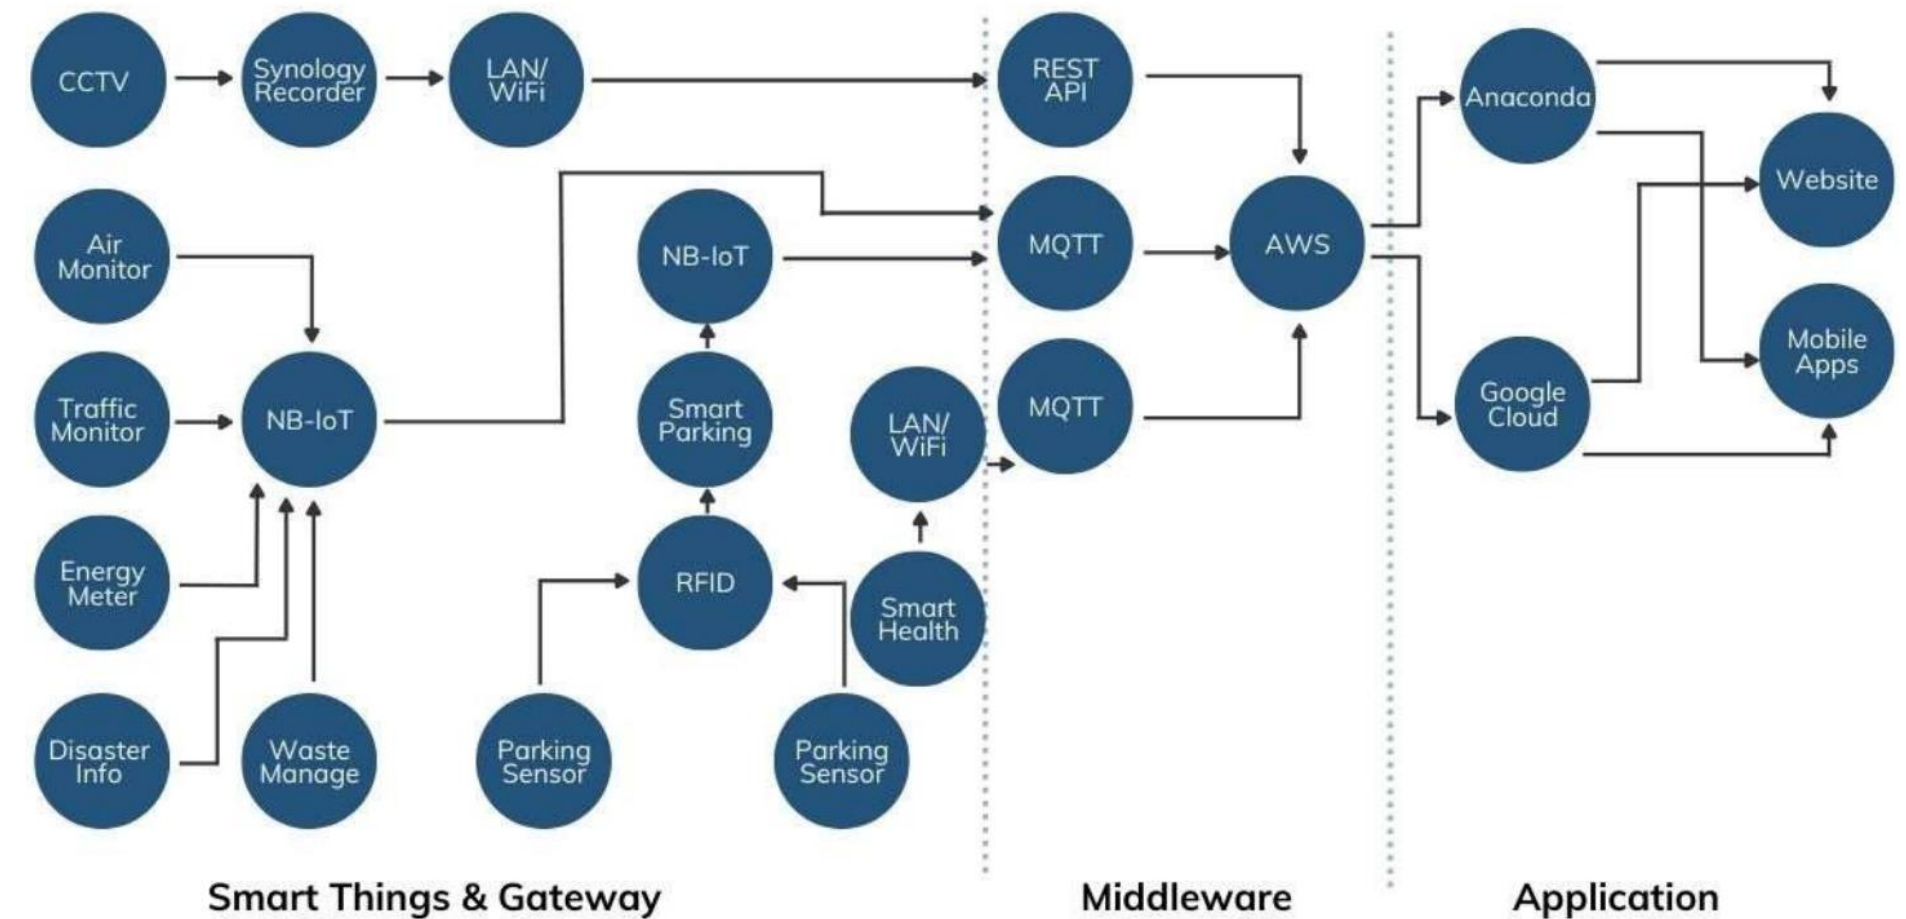 CCTV
Synology
Recorder
LAN/
WiFi
REST
API
Anaconda
Website
Air
Monitor
NB-IoT
MQTT
AWS
Traffic
Monitor
NB-IoT
Smart
Parking
LAN/
WiFi
MQTT
Google
Cloud
Mobile
Apps
Energy
Meter
RFID
Smart
Health
Disaster
Info
Waste
Manage
Parking
Sensor
Parking
Sensor
Smart Things & Gateway
Middleware
Application